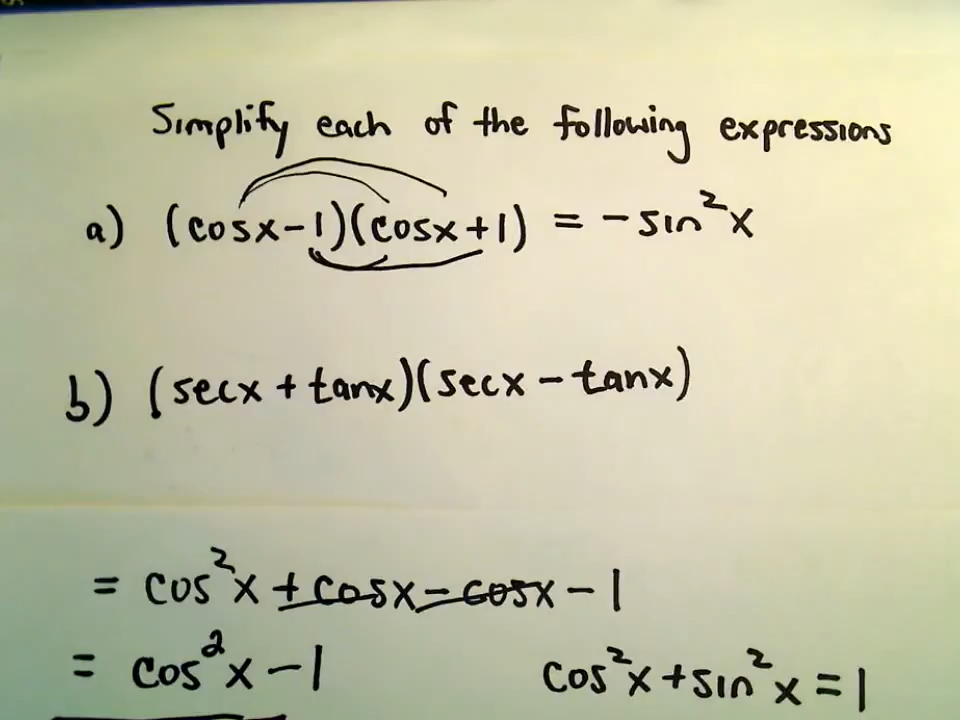 Simplify each of the following expressions
a) (cosx-1)(cosx+1) = -sin²x
b) (secx + tanx)(secx - tanx)
= cos²x + cosx - cosx - 1
= cos²x - 1
cos²x + sin²x = 1